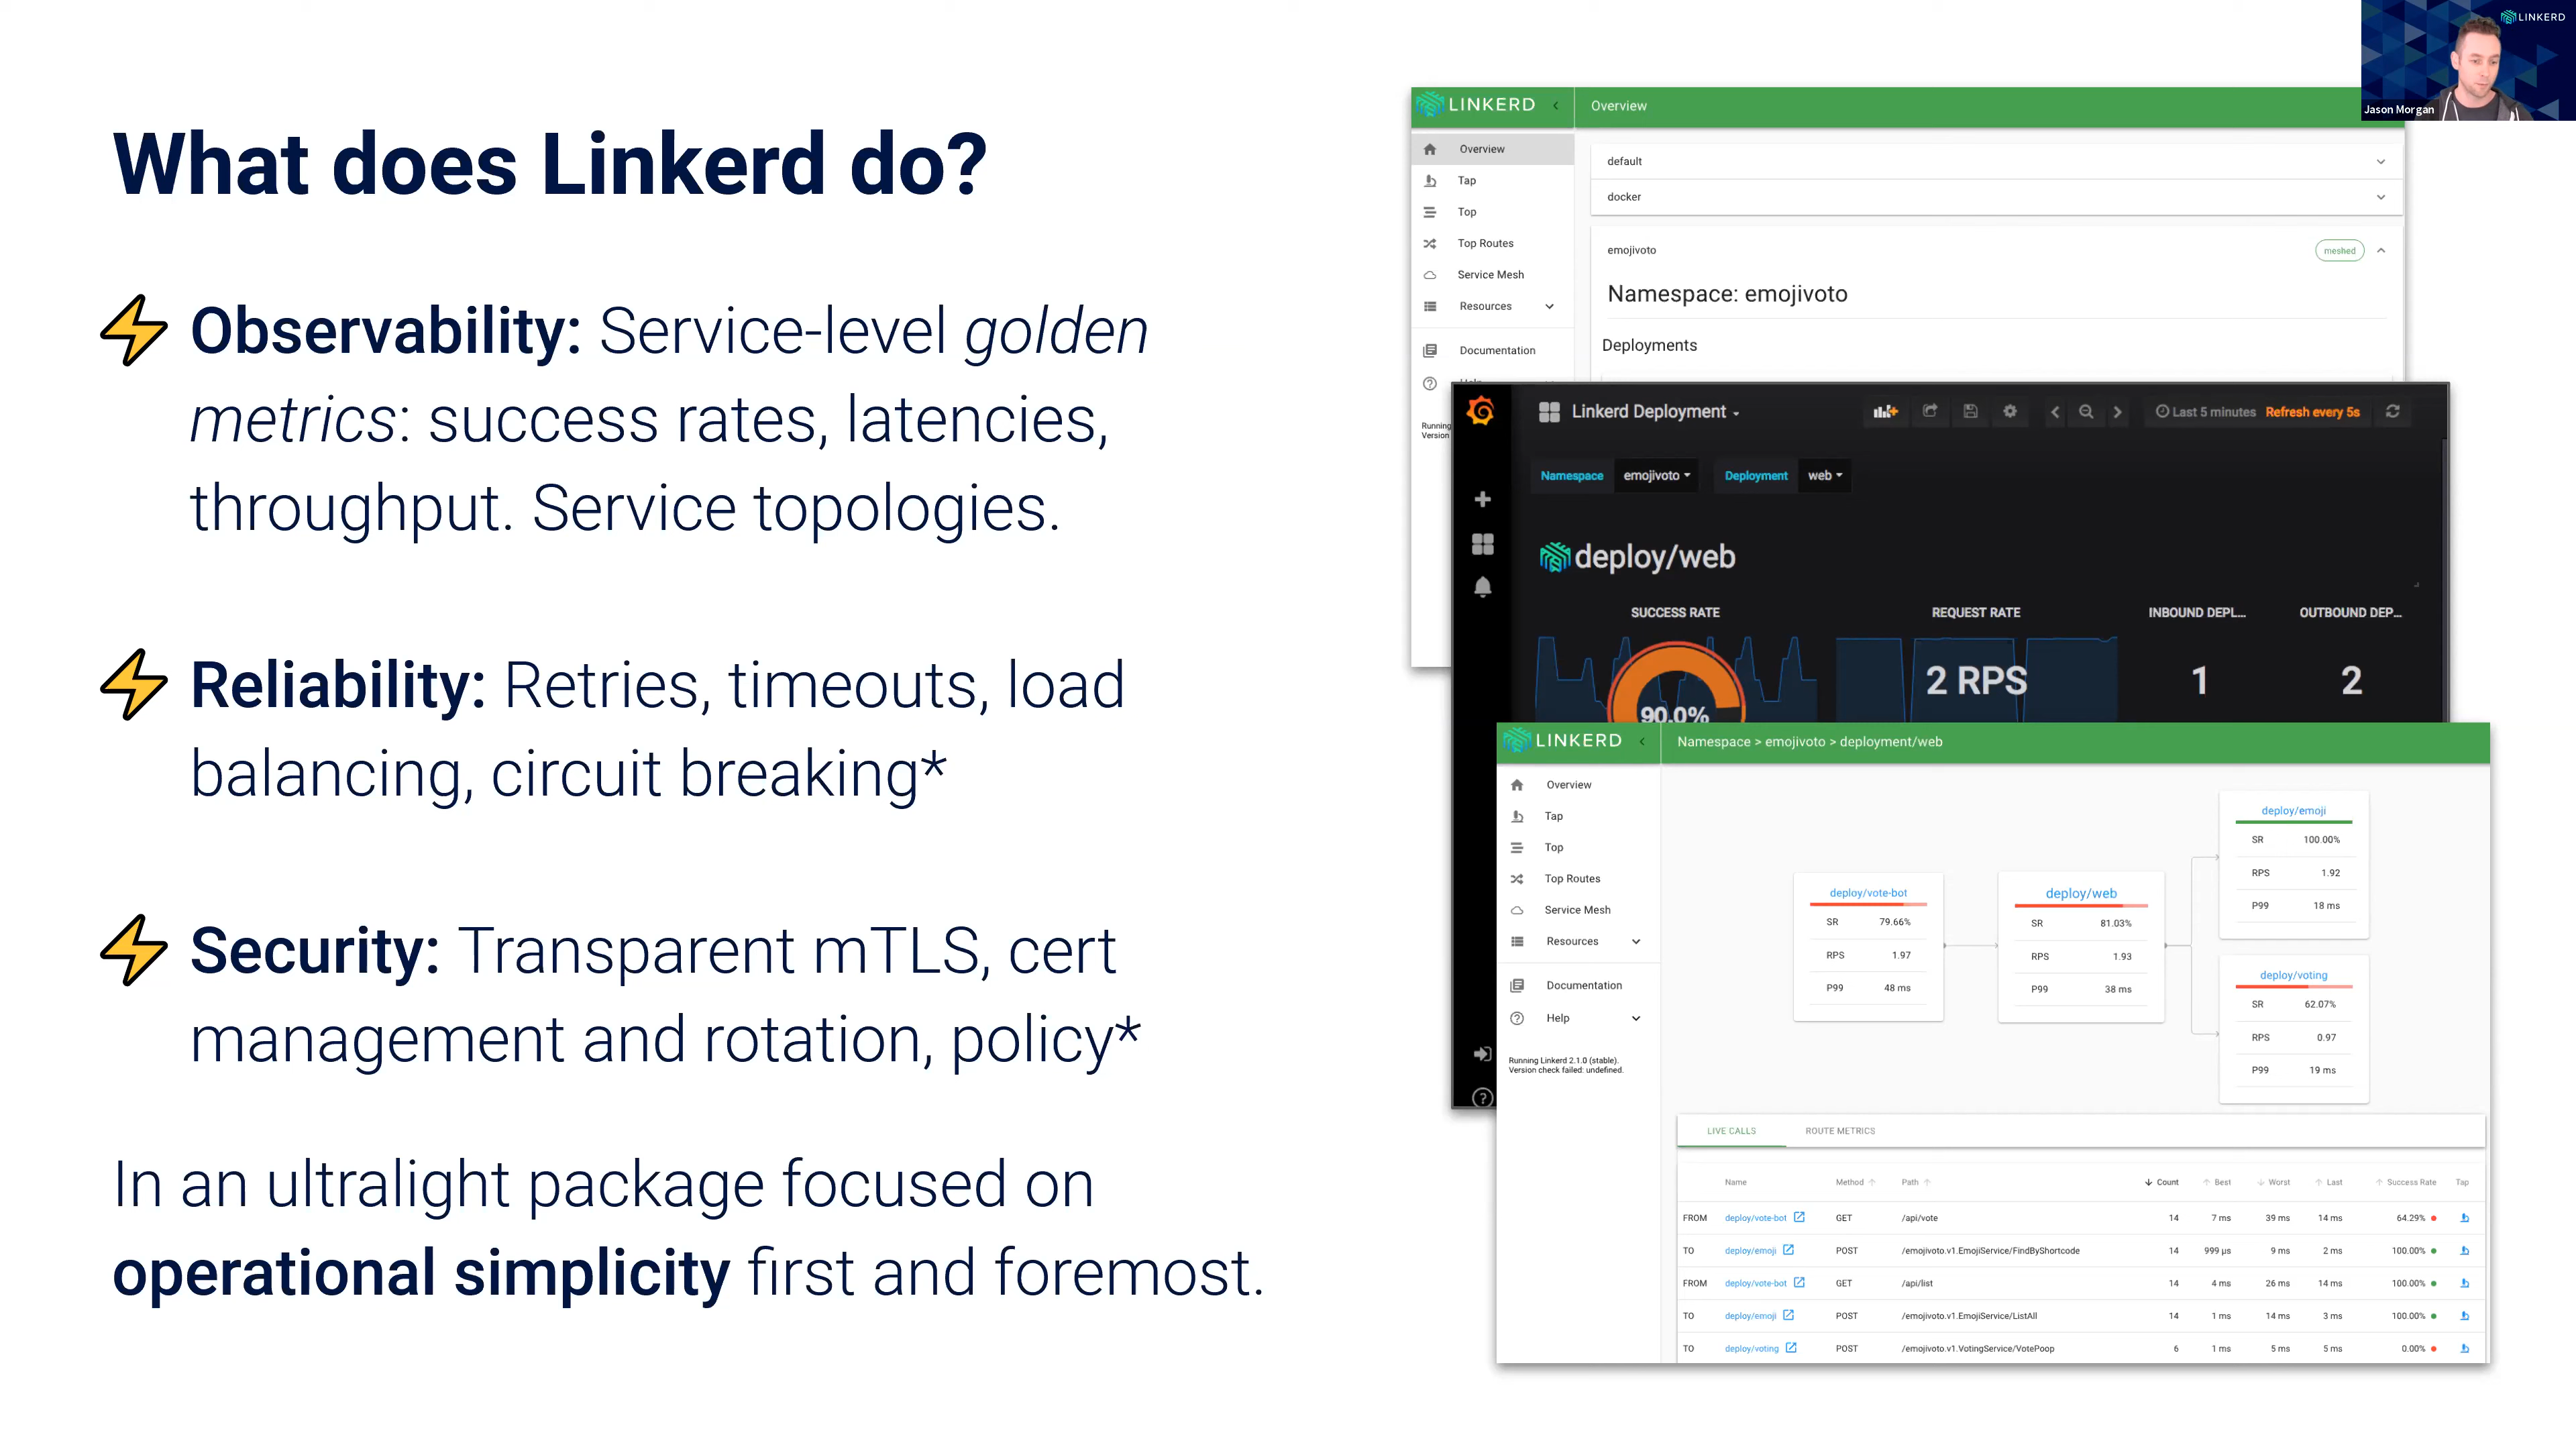 What does Linkerd do?
Observability: Service-level golden
metrics: success rates, latencies,
throughput. Service topologies.
Reliability: Retries, timeouts, load
balancing, circuit breaking*
Security: Transparent mTLS, cert
management and rotation, policy*
In an ultralight package focused on
operational simplicity first and foremost.
LINKERD
Jason Morgan
LINKERD
Overview
Overview
Tap
Top
Top Routes
Service Mesh
Resources
Documentation
Help
Running
Version
default
docker
emojivoto
meshed
Namespace: emojivoto
Deployments
Linkerd Deployment
Last 5 minutes Refresh every 5s
Namespace emojivoto Deployment web
deploy/web
SUCCESS RATE REQUEST RATE INBOUND DEPL... OUTBOUND DEP...
90.0% 2 RPS 1 2
LINKERD
Namespace > emojivoto > deployment/web
Overview
Tap
Top
Top Routes
Service Mesh
Resources
Documentation
Help
Running Linkerd 2.1.0 (stable).
Version check failed: undefined.
deploy/vote-bot
SR 79.66%
RPS 1.97
P99 48 ms
deploy/web
SR 81.03%
RPS 1.93
P99 38 ms
deploy/emoji
SR 100.00%
RPS 1.92
P99 18 ms
deploy/voting
SR 62.07%
RPS 0.97
P99 19 ms
LIVE CALLS ROUTE METRICS
Name Method Path Count Best Worst Last Success Rate Tap
FROM deploy/vote-bot GET /api/vote 14 7 ms 39 ms 14 ms 64.29%
TO deploy/emoji POST /emojivoto.v1.EmojiService/FindByShortcode 14 999 µs 9 ms 2 ms 100.00%
FROM deploy/vote-bot GET /api/list 14 4 ms 26 ms 14 ms 100.00%
TO deploy/emoji POST /emojivoto.v1.EmojiService/ListAll 14 1 ms 14 ms 3 ms 100.00%
TO deploy/voting POST /emojivoto.v1.VotingService/VotePoop 6 1 ms 5 ms 5 ms 0.00%